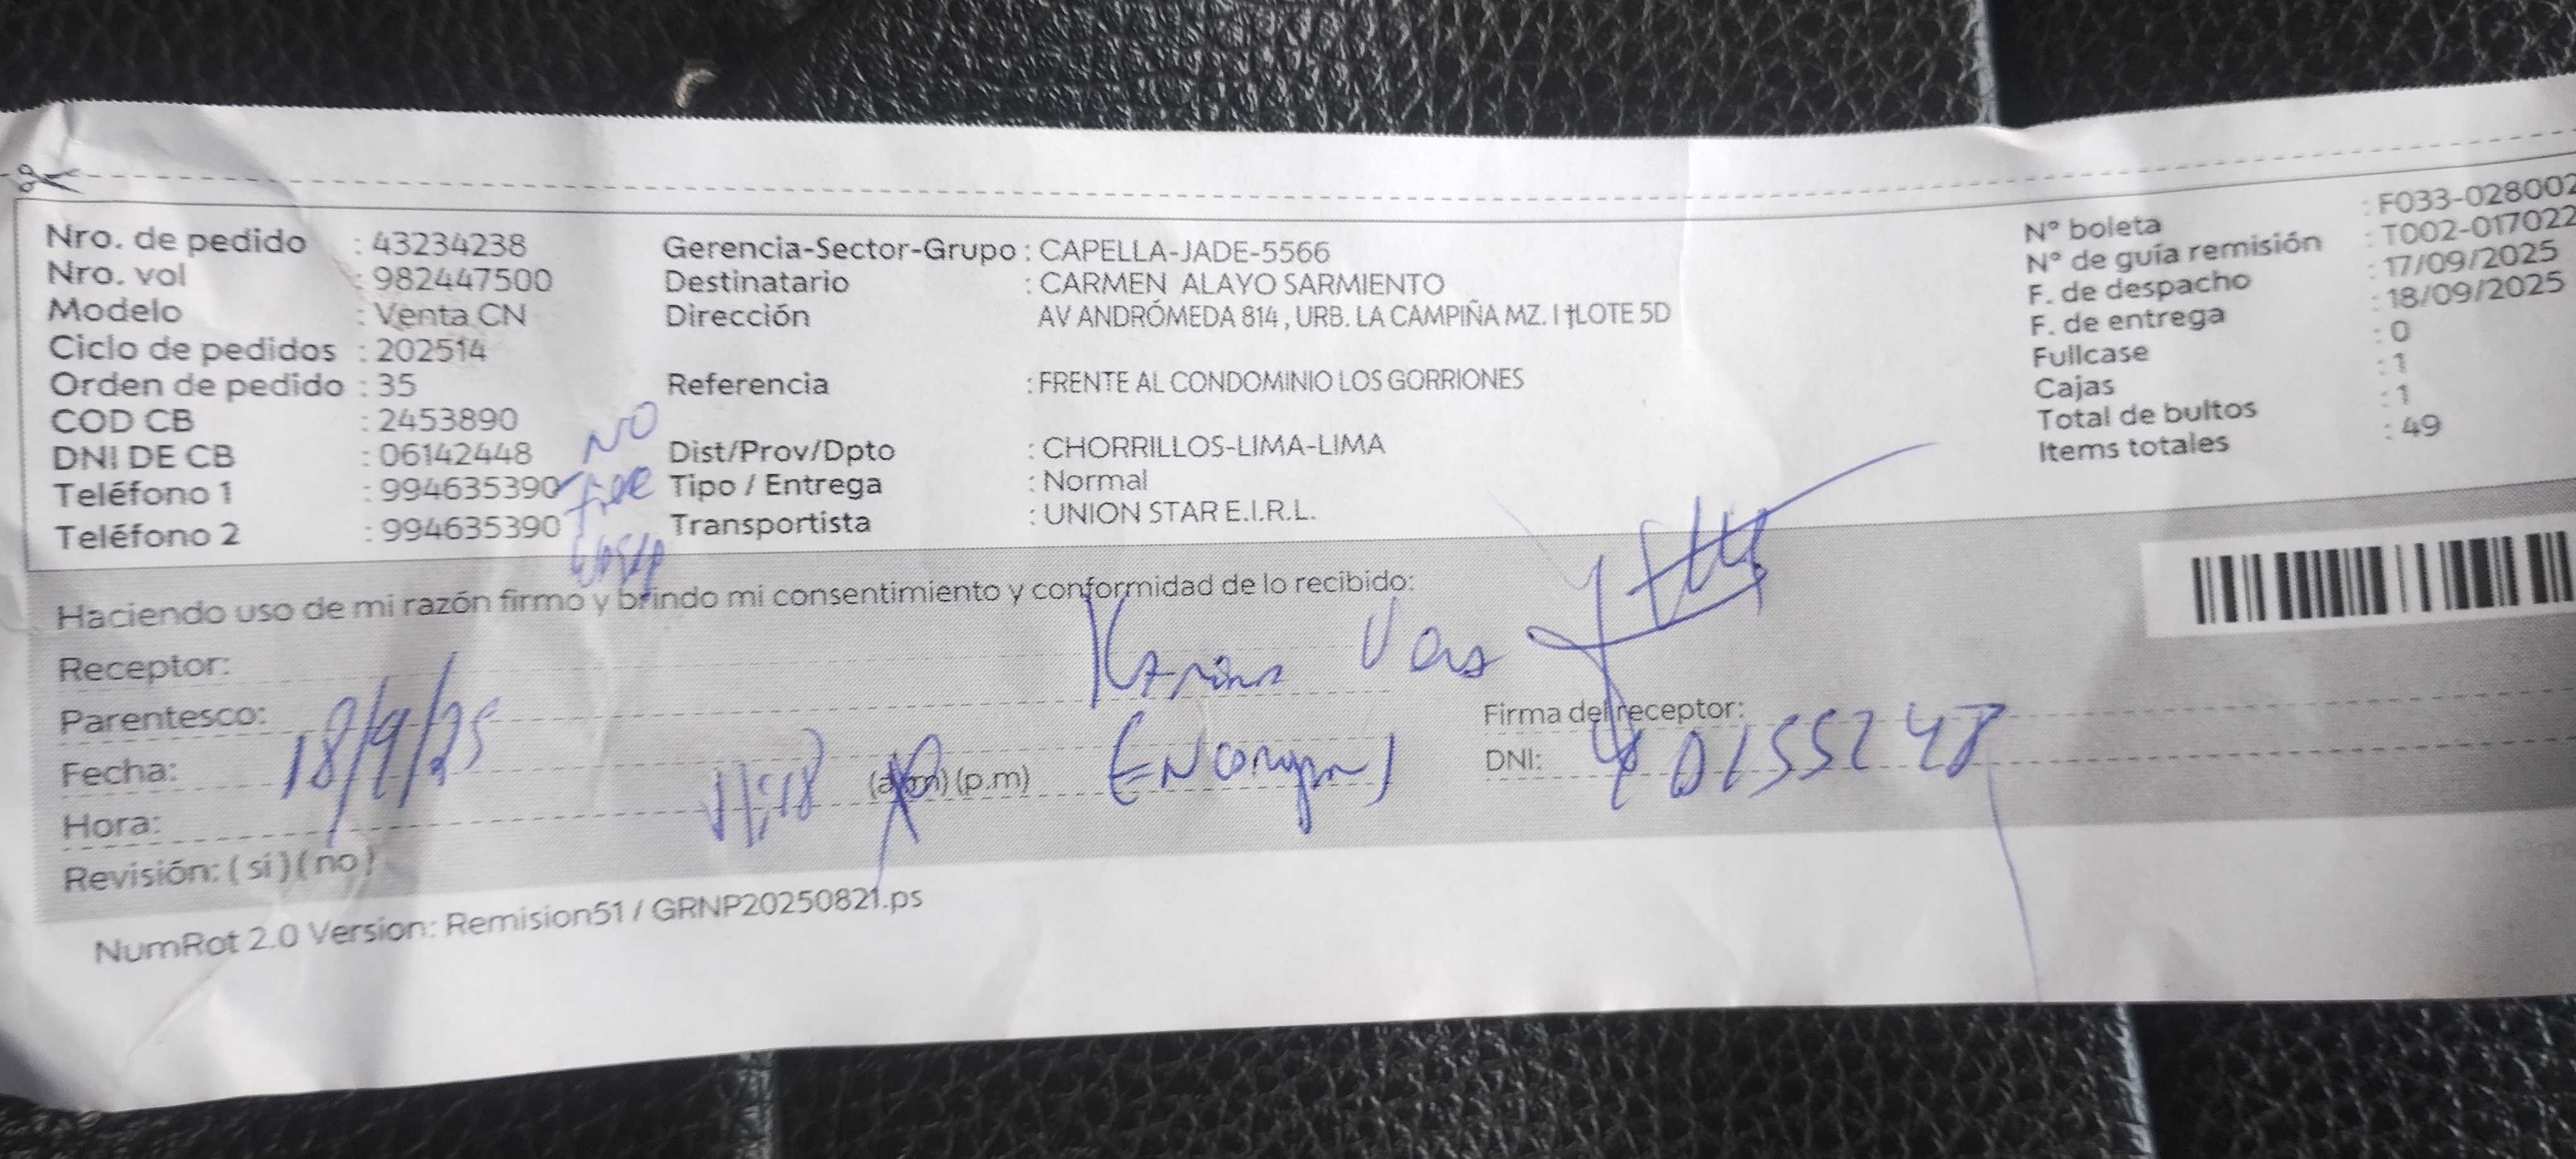 Nro. de pedido : 43234238
Nro. vol : 982447500
Modelo : Venta CN
Ciclo de pedidos : 202514
Orden de pedido : 35
COD CB : 2453890
DNI DE CB : 06142448
Teléfono 1 : 994635390
Teléfono 2 : 994635390
NO
Gerencia-Sector-Grupo : CAPELLA-JADE-5566
Destinatario : CARMEN ALAYO SARMIENTO
Dirección AV ANDRÓMEDA 814, URB. LA CAMPIÑA MZ. I LOTE 5D
Referencia : FRENTE AL CONDOMINIO LOS GORRIONES
Dist/Prov/Dpto : CHORRILLOS-LIMA-LIMA
Tipo / Entrega : Normal
Transportista : UNION STAR E.I.R.L.
N° boleta : F033-028002
N° de guía remisión : T002-017022
F. de despacho : 17/09/2025
F. de entrega : 18/09/2025
Fullcase : 0
Cajas : 1
Total de bultos : 1
Items totales : 49
Haciendo uso de mi razón firmo y brindo mi consentimiento y conformidad de lo recibido:
Receptor:
Parentesco:
Fecha: 18/9/25
Hora: 11:18 (a.m) (p.m)
Revisión: ( si ) ( no )
Firma del receptor:
DNI: 40155248
NumRot 2.0 Version: Remision51 / GRNP20250821.ps